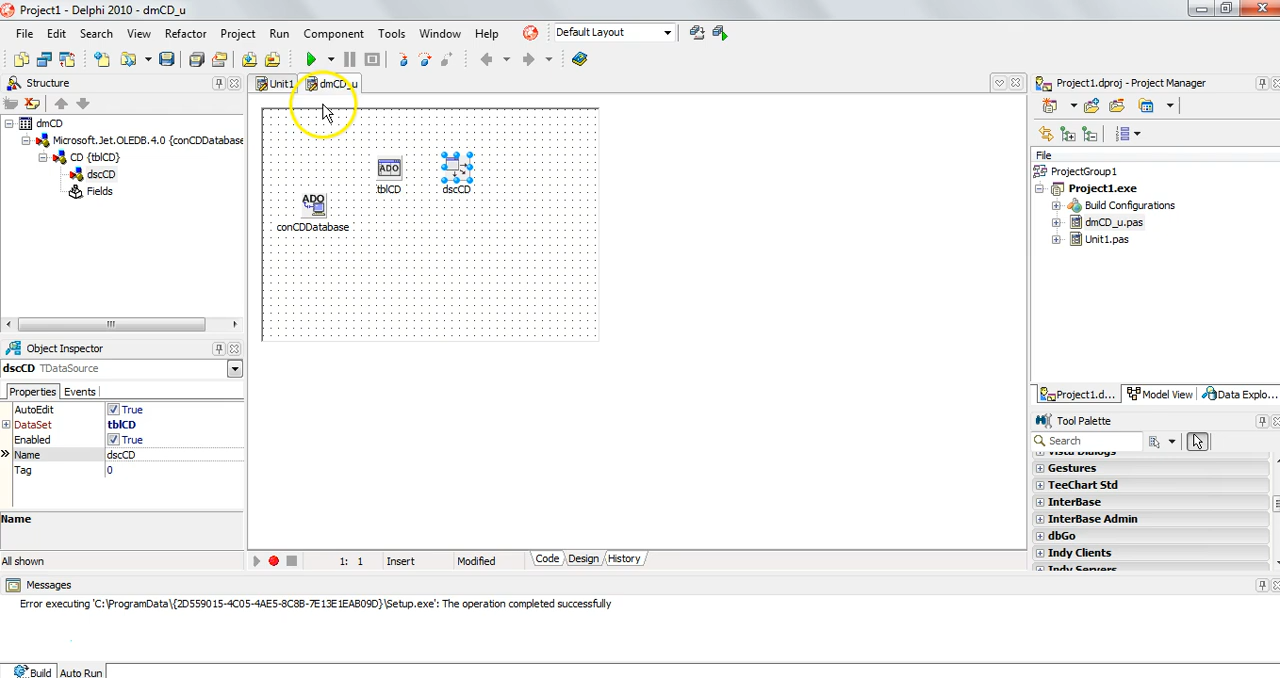 Project1 - Delphi 2010 - dmCD_u
File Edit Search View Refactor Project Run Component Tools Window Help Default Layout
Structure
dmCD
Microsoft.Jet.OLEDB.4.0 {conCDDatabase
CD {tblCD}
dscCD
Fields
Object Inspector
dscCD TDataSource
Properties Events
AutoEdit True
DataSet tblCD
Enabled True
Name dscCD
Tag 0
Name
All shown
Unit1 dmCD_u
ADO
tblCD
dscCD
ADO
conCDDatabase
1: 1 Insert Modified Code Design History
Project1.dproj - Project Manager
File
ProjectGroup1
Project1.exe
Build Configurations
dmCD_u.pas
Unit1.pas
Project1.d... Model View Data Explo...
Tool Palette
Search
Vista Dialogs
Gestures
TeeChart Std
InterBase
InterBase Admin
dbGo
Indy Clients
Indy Servers
Messages
Error executing 'C:\ProgramData\{2D559015-4C05-4AE5-8C8B-7E13E1EAB09D}\Setup.exe': The operation completed successfully
Build Auto Run